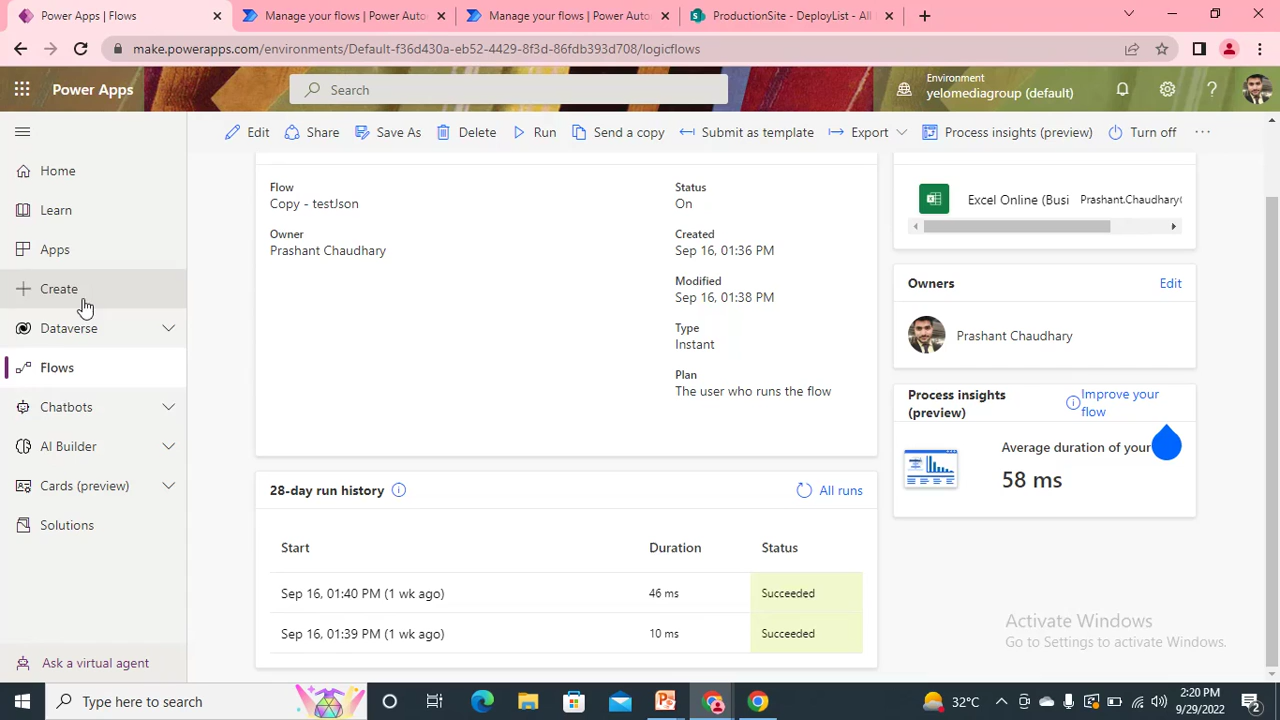 Power Apps | Flows
Manage your flows | Power Auto
Manage your flows | Power Auto
ProductionSite - DeployList - All
make.powerapps.com/environments/Default-f36d430a-eb52-4429-8f3d-86fdb393d708/logicflows
Power Apps
Search
Environment
yelomediagroup (default)
Edit
Share
Save As
Delete
Run
Send a copy
Submit as template
Export
Process insights (preview)
Turn off
Home
Learn
Apps
Create
Dataverse
Flows
Chatbots
AI Builder
Cards (preview)
Solutions
Ask a virtual agent
Flow
Copy - testJson
Owner
Prashant Chaudhary
Status
On
Created
Sep 16, 01:36 PM
Modified
Sep 16, 01:38 PM
Type
Instant
Plan
The user who runs the flow
28-day run history
All runs
Start Duration Status
Sep 16, 01:40 PM (1 wk ago) 46 ms Succeeded
Sep 16, 01:39 PM (1 wk ago) 10 ms Succeeded
Excel Online (Busi Prashant.Chaudhary(
Owners
Edit
Prashant Chaudhary
Process insights
(preview)
Improve your
flow
Average duration of your
58 ms
Activate Windows
Go to Settings to activate Windows.
Type here to search
32°C
2:20 PM
9/29/2022
2